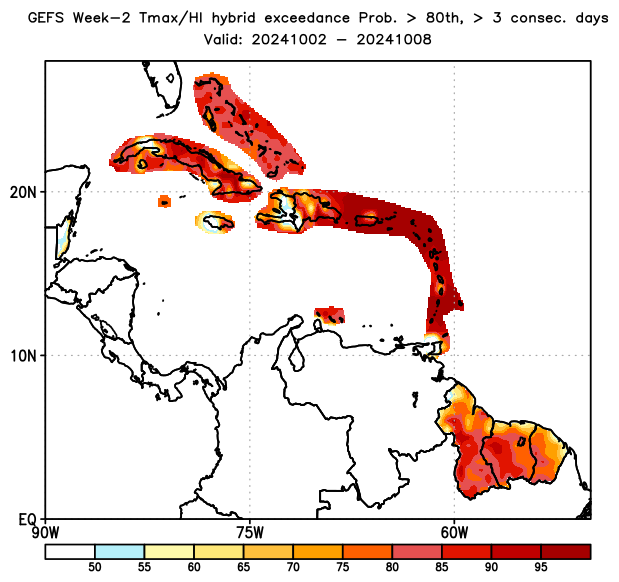 GEFS Week-2 Tmax/HI hybrid exceedance Prob. > 80th, > 3 consec. days
Valid: 20241002 - 20241008
20N
10N
EQ
90W 75W 60W
50 55 60 65 70 75 80 85 90 95